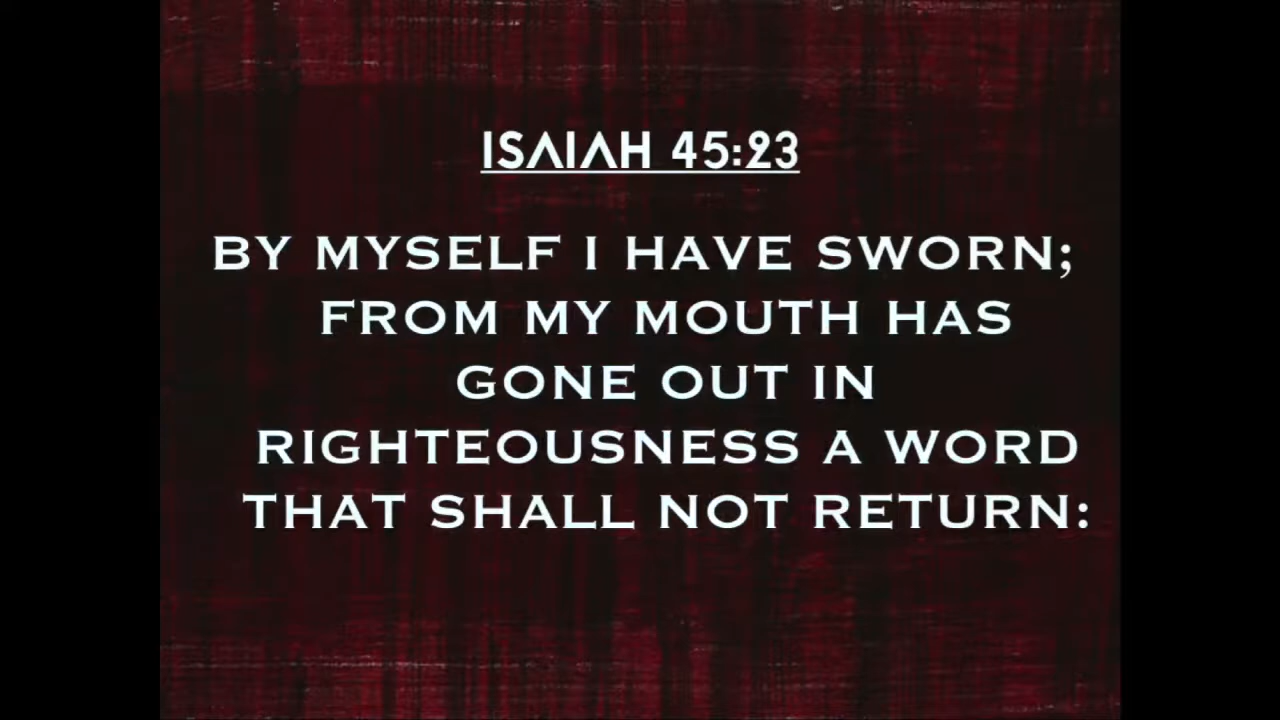 ISAIAH 45:23
BY MYSELF I HAVE SWORN;
FROM MY MOUTH HAS
GONE OUT IN
RIGHTEOUSNESS A WORD
THAT SHALL NOT RETURN: